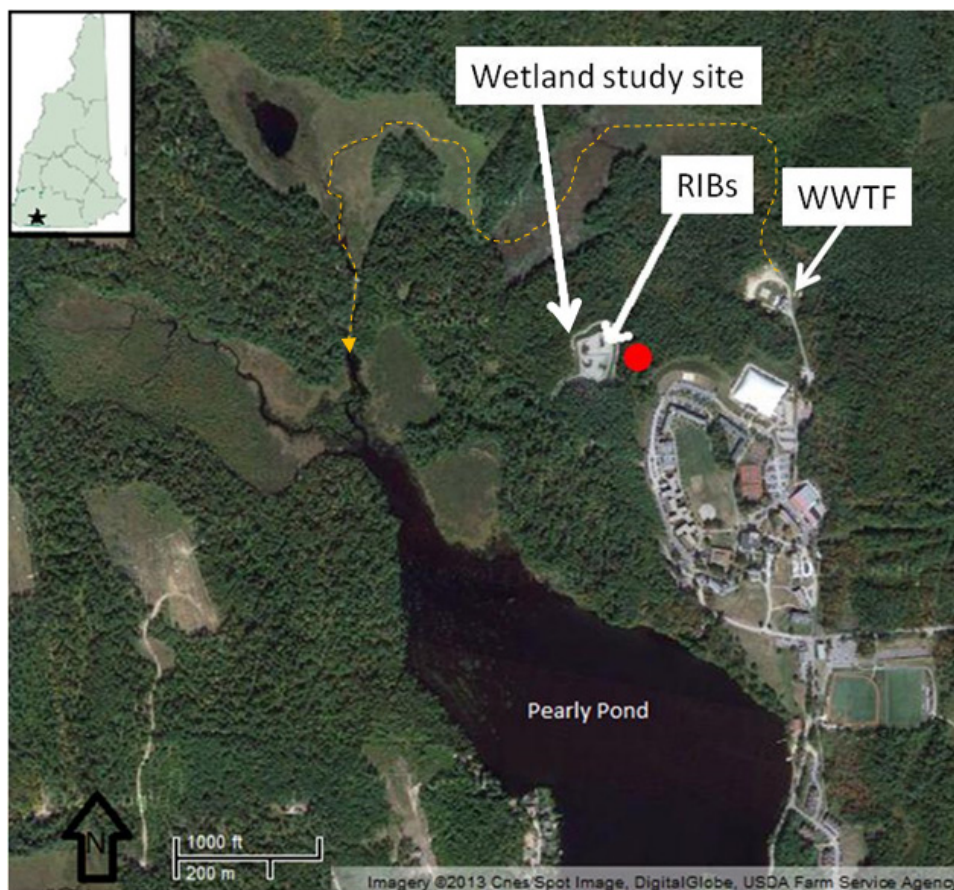 Wetland study site
RIBs
WWTF
Pearly Pond
N
1000 ft
200 m
Imagery ©2013 Cnes/Spot Image, DigitalGlobe, USDA Farm Service Agency